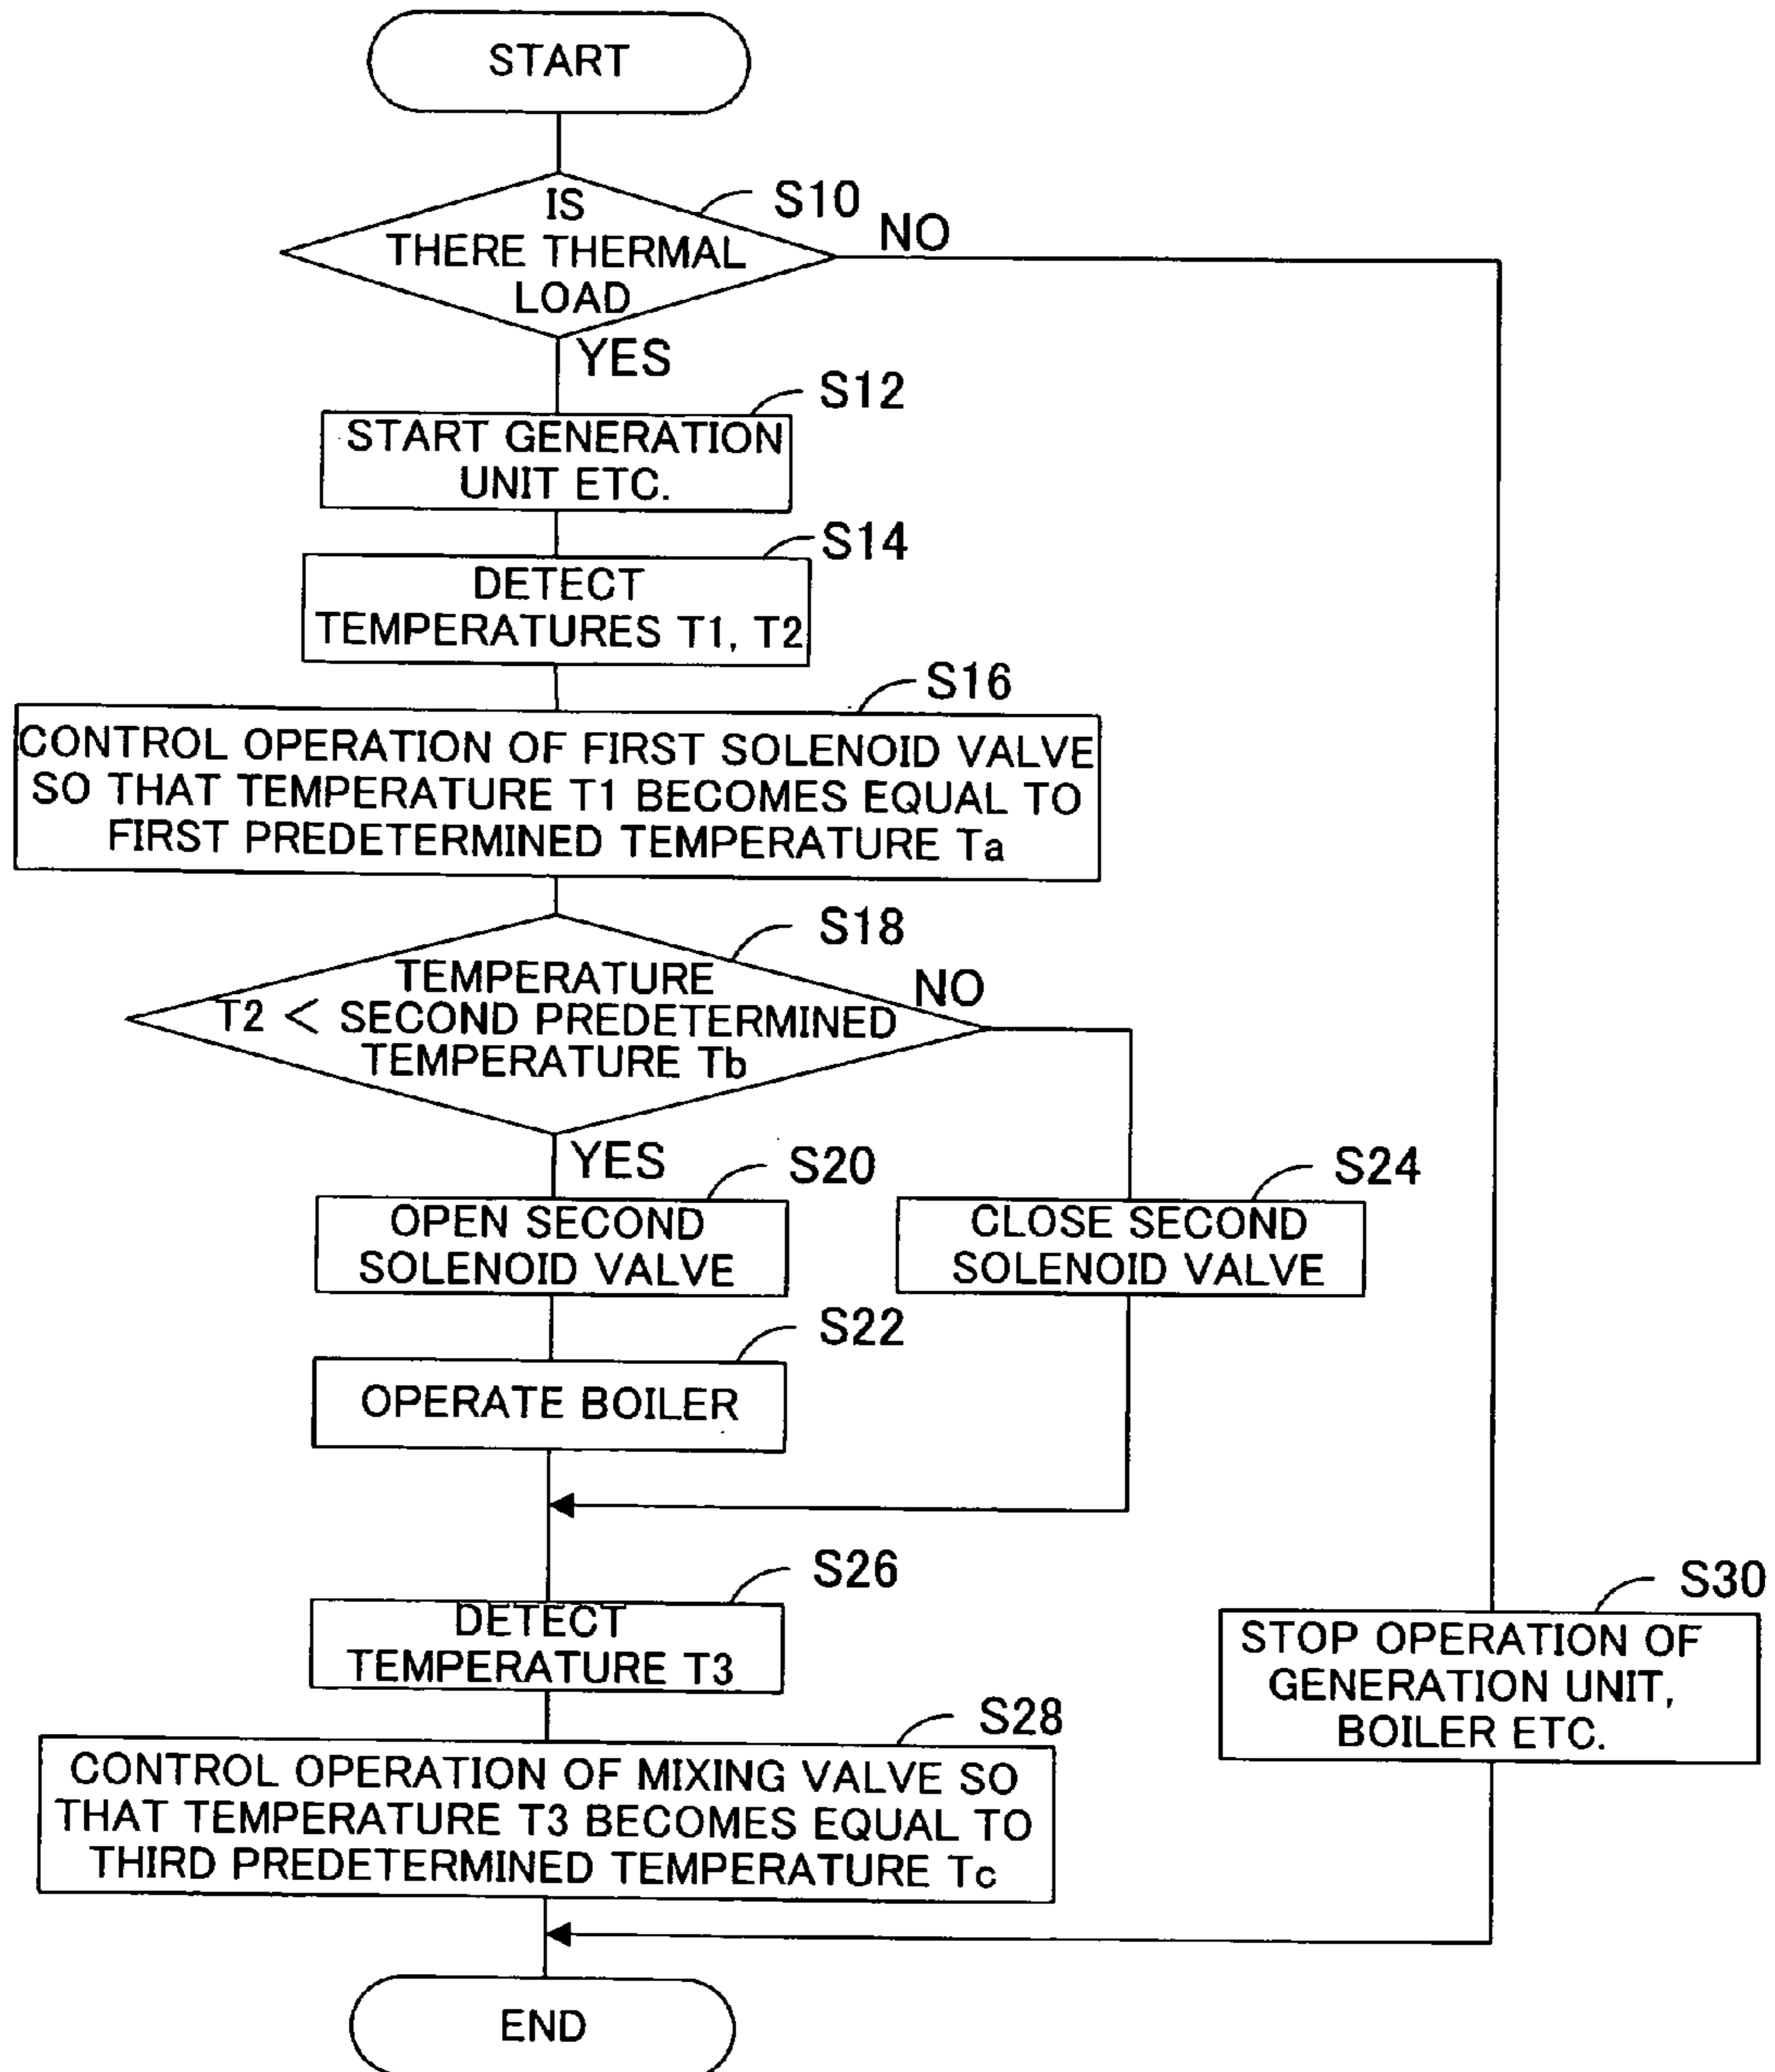 START
S10
IS
THERE THERMAL
LOAD
NO
YES
S12
START GENERATION
UNIT ETC.
S14
DETECT
TEMPERATURES T1, T2
S16
CONTROL OPERATION OF FIRST SOLENOID VALVE
SO THAT TEMPERATURE T1 BECOMES EQUAL TO
FIRST PREDETERMINED TEMPERATURE Ta
S18
TEMPERATURE
T2 < SECOND PREDETERMINED
TEMPERATURE Tb
NO
YES
S20
OPEN SECOND
SOLENOID VALVE
S24
CLOSE SECOND
SOLENOID VALVE
S22
OPERATE BOILER
S26
DETECT
TEMPERATURE T3
S30
STOP OPERATION OF
GENERATION UNIT,
BOILER ETC.
S28
CONTROL OPERATION OF MIXING VALVE SO
THAT TEMPERATURE T3 BECOMES EQUAL TO
THIRD PREDETERMINED TEMPERATURE Tc
END